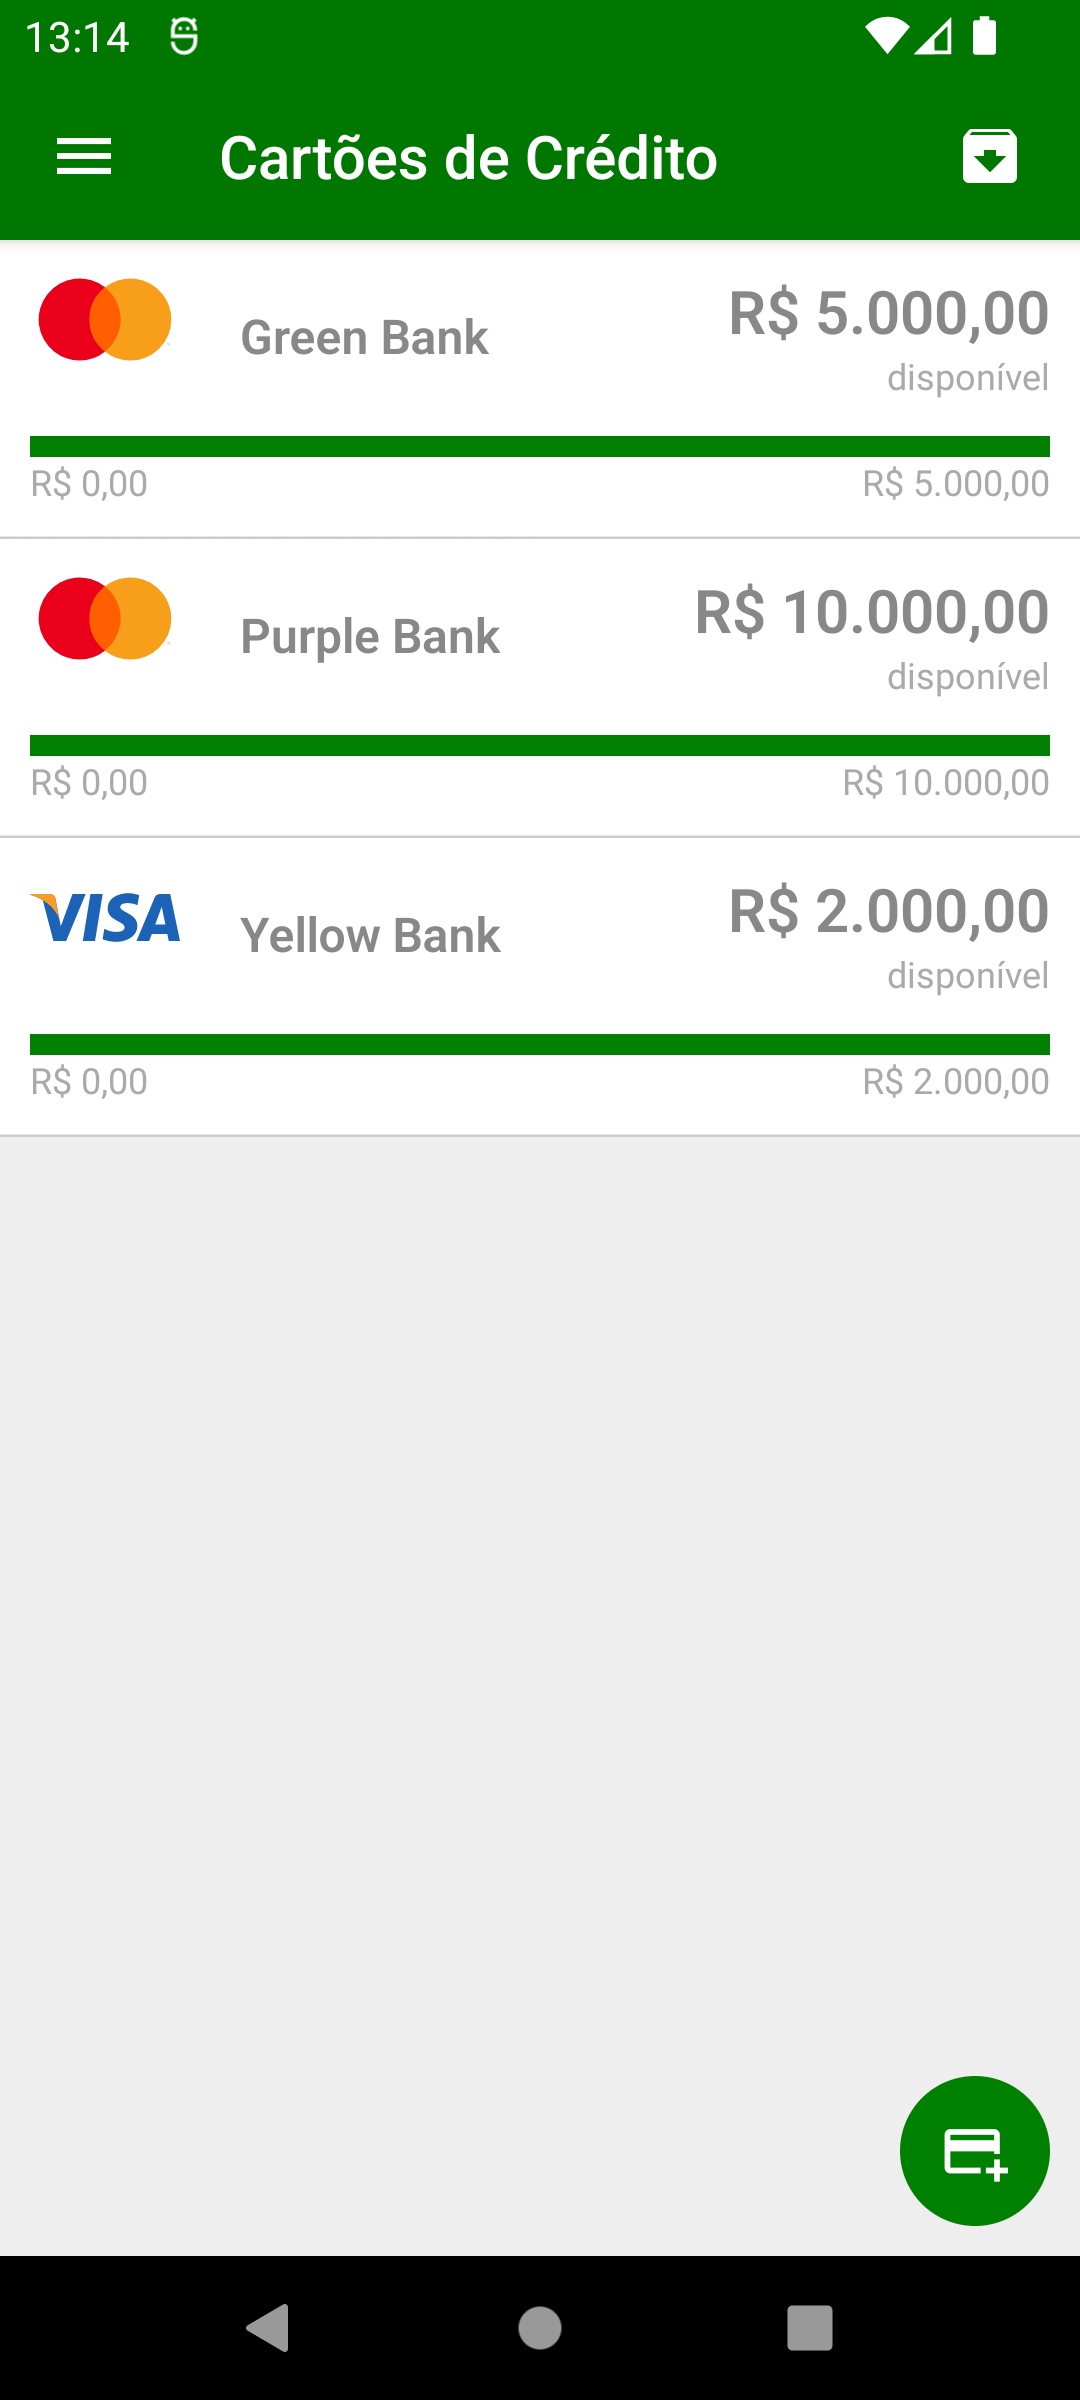 13:14
Cartões de Crédito
Green Bank
R$ 5.000,00
disponível
R$ 0,00
R$ 5.000,00
Purple Bank
R$ 10.000,00
disponível
R$ 0,00
R$ 10.000,00
VISA
Yellow Bank
R$ 2.000,00
disponível
R$ 0,00
R$ 2.000,00